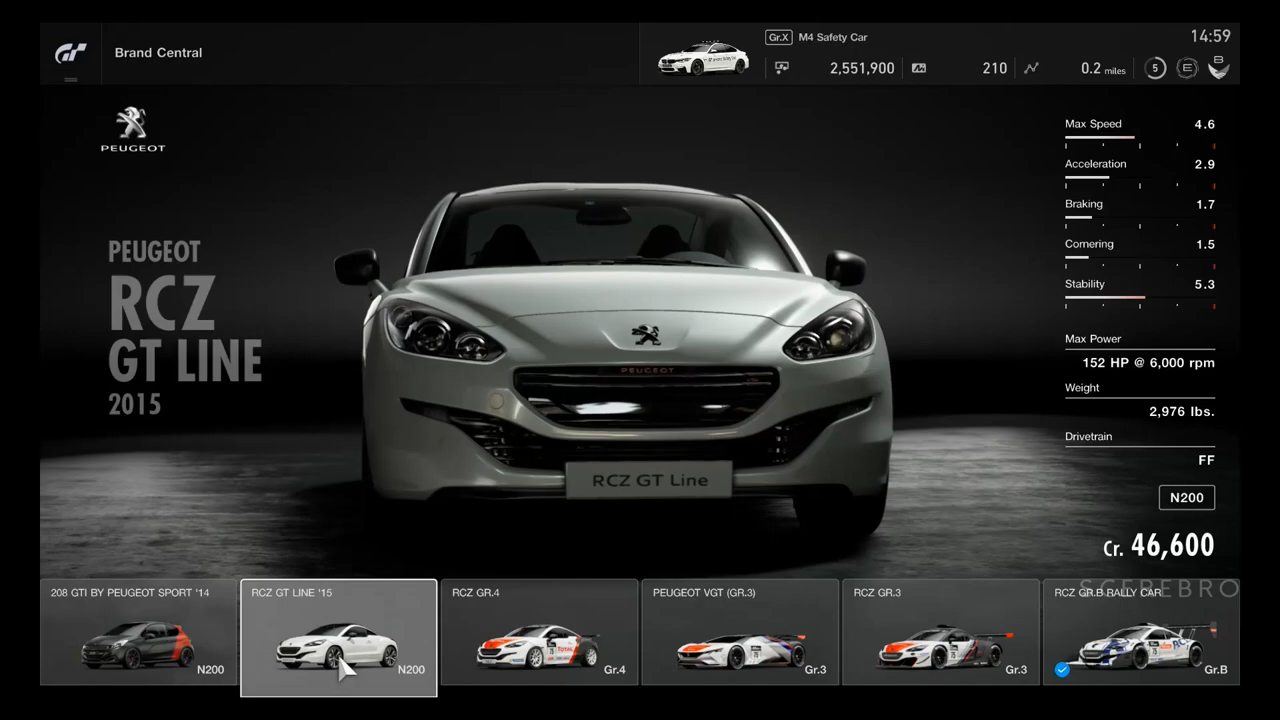 Brand Central
Gr.X M4 Safety Car
14:59
2,551,900
210
0.2 miles
5
E
B
PEUGEOT
PEUGEOT
RCZ
GT LINE
2015
PEUGEOT
RCZ GT Line
Max Speed 4.6
Acceleration 2.9
Braking 1.7
Cornering 1.5
Stability 5.3
Max Power
152 HP @ 6,000 rpm
Weight
2,976 lbs.
Drivetrain
FF
N200
Cr. 46,600
SCEREBRO
208 GTI BY PEUGEOT SPORT '14
N200
RCZ GT LINE '15
N200
RCZ GR.4
Gr.4
PEUGEOT VGT (GR.3)
Gr.3
RCZ GR.3
Gr.3
RCZ GR.B RALLY CAR
Gr.B